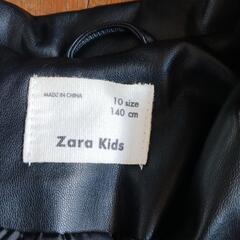 MADE IN CHINA
10 size
140 cm
Zara Kids